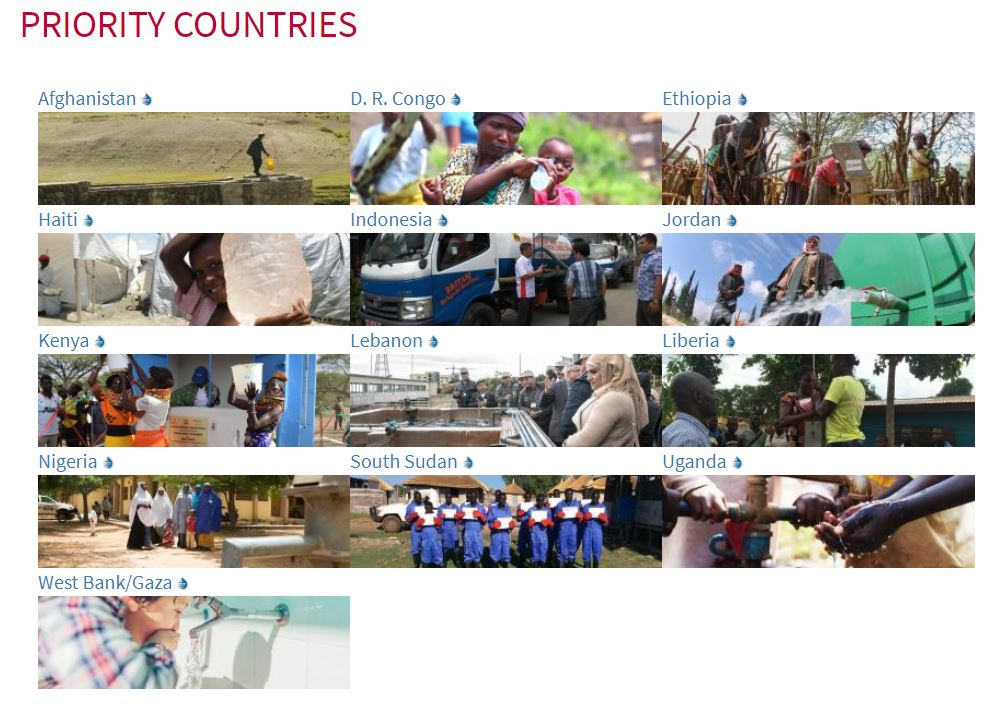 PRIORITY COUNTRIES
Afghanistan
D. R. Congo
Ethiopia
Haiti
Indonesia
Jordan
Kenya
Lebanon
Liberia
Nigeria
South Sudan
Uganda
West Bank/Gaza